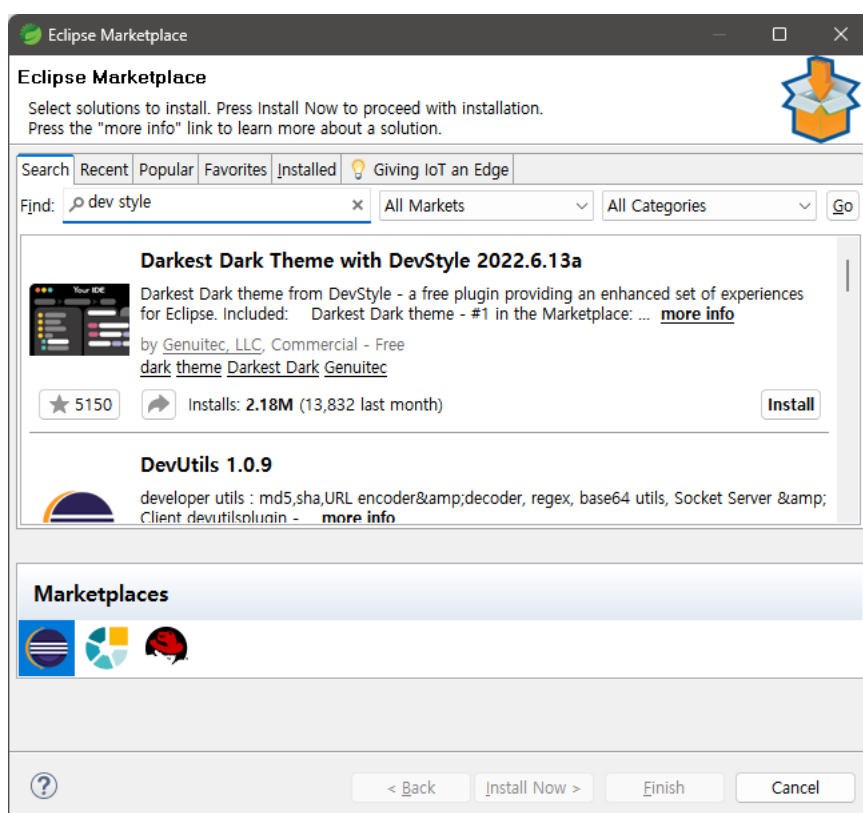 Eclipse Marketplace
Eclipse Marketplace
Select solutions to install. Press Install Now to proceed with installation.
Press the "more info" link to learn more about a solution.
Search Recent Popular Favorites Installed Giving IoT an Edge
Find: dev style All Markets All Categories Go
Darkest Dark Theme with DevStyle 2022.6.13a
Your IDE
Darkest Dark theme from DevStyle - a free plugin providing an enhanced set of experiences
for Eclipse. Included: Darkest Dark theme - #1 in the Marketplace: ... more info
by Genuitec, LLC, Commercial - Free
dark theme Darkest Dark Genuitec
5150 Installs: 2.18M (13,832 last month) Install
DevUtils 1.0.9
developer utils : md5,sha,URL encoder&amp;decoder, regex, base64 utils, Socket Server &amp;
Client devutilsplugin - more info
Marketplaces
? < Back Install Now > Finish Cancel